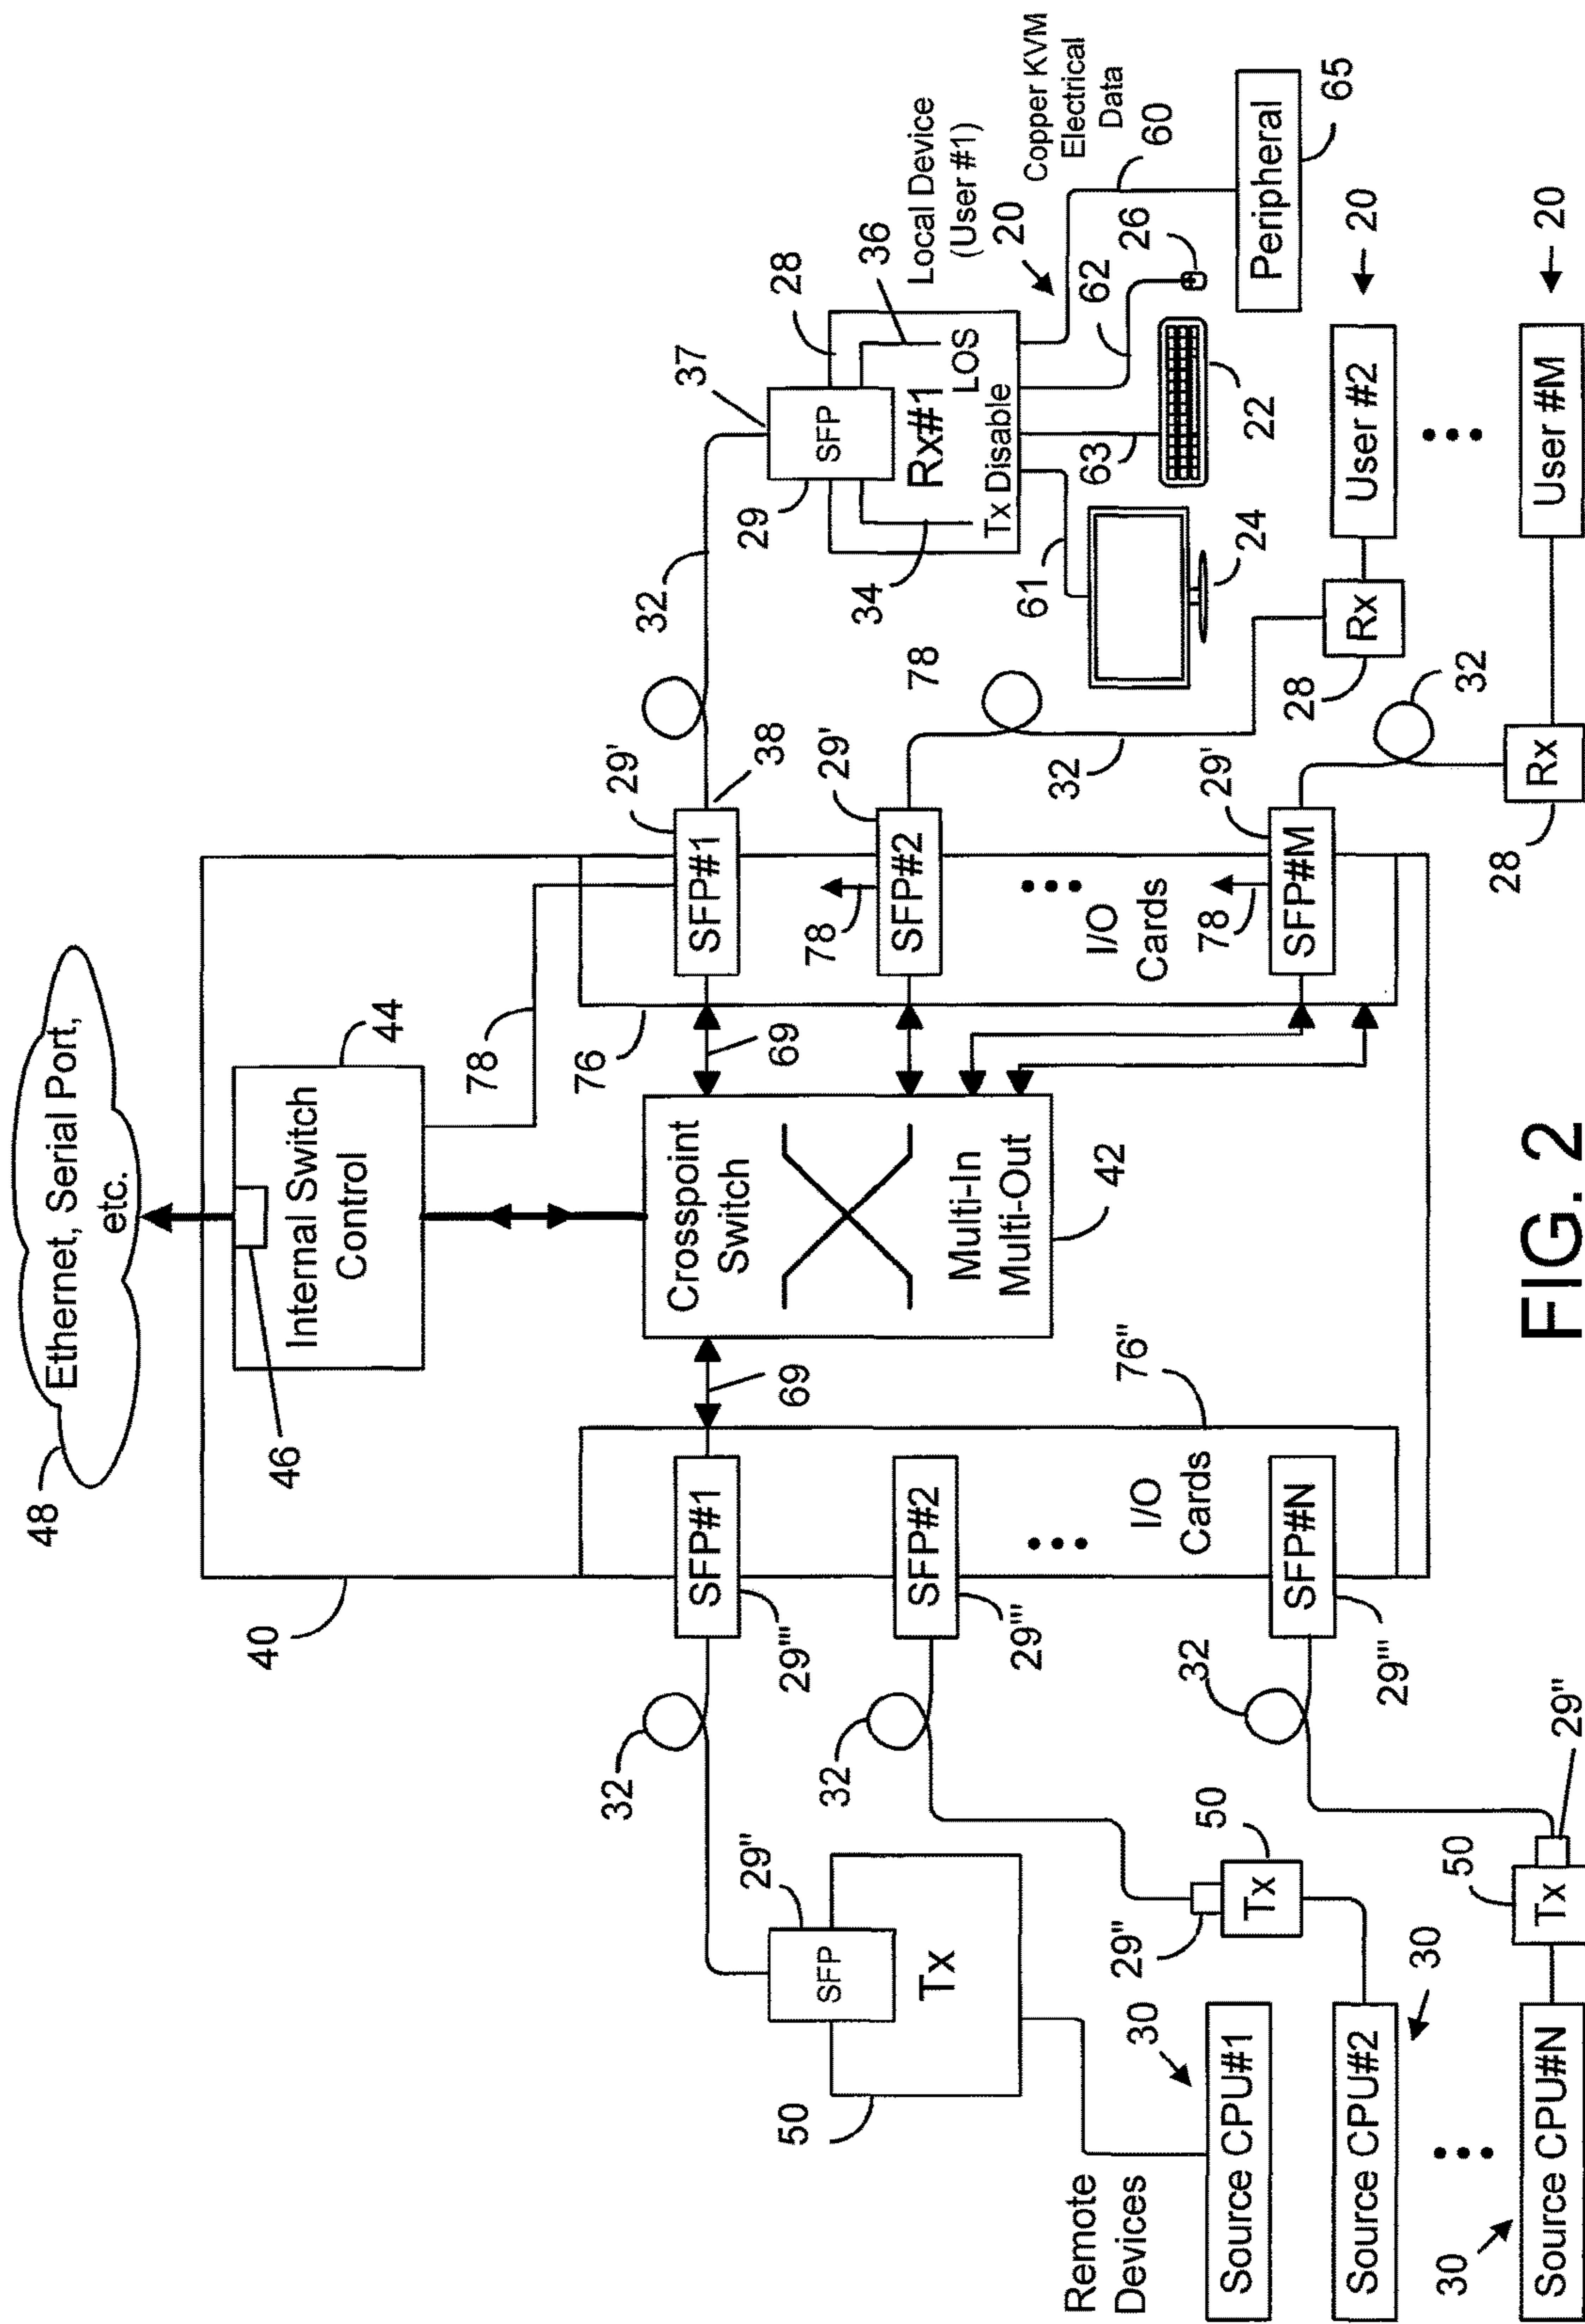 48
Ethernet, Serial Port,
etc.
40
46
Internal Switch
Control
44
78
76
Crosspoint
Switch
Multi-In
Multi-Out
42
69
69
76"
SFP#1
29'''
SFP#2
29'''
I/O
Cards
SFP#N
29'''
32
32
32
29"
SFP
Tx
50
29"
Tx
50
50
Tx
29"
Remote
Devices
30
Source CPU#1
Source CPU#2
30
30
Source CPU#N
SFP#1
29'
38
78
SFP#2
29'
78
I/O
Cards
78
SFP#M
29'
32
37
29
SFP
28
Rx#1
34
36
Tx Disable
LOS
Local Device
(User #1)
20
Copper KVM
Electrical
Data
61
63
62
60
24
22
26
Peripheral
65
32
28
Rx
User #2
20
32
28
Rx
User #M
20
FIG. 2